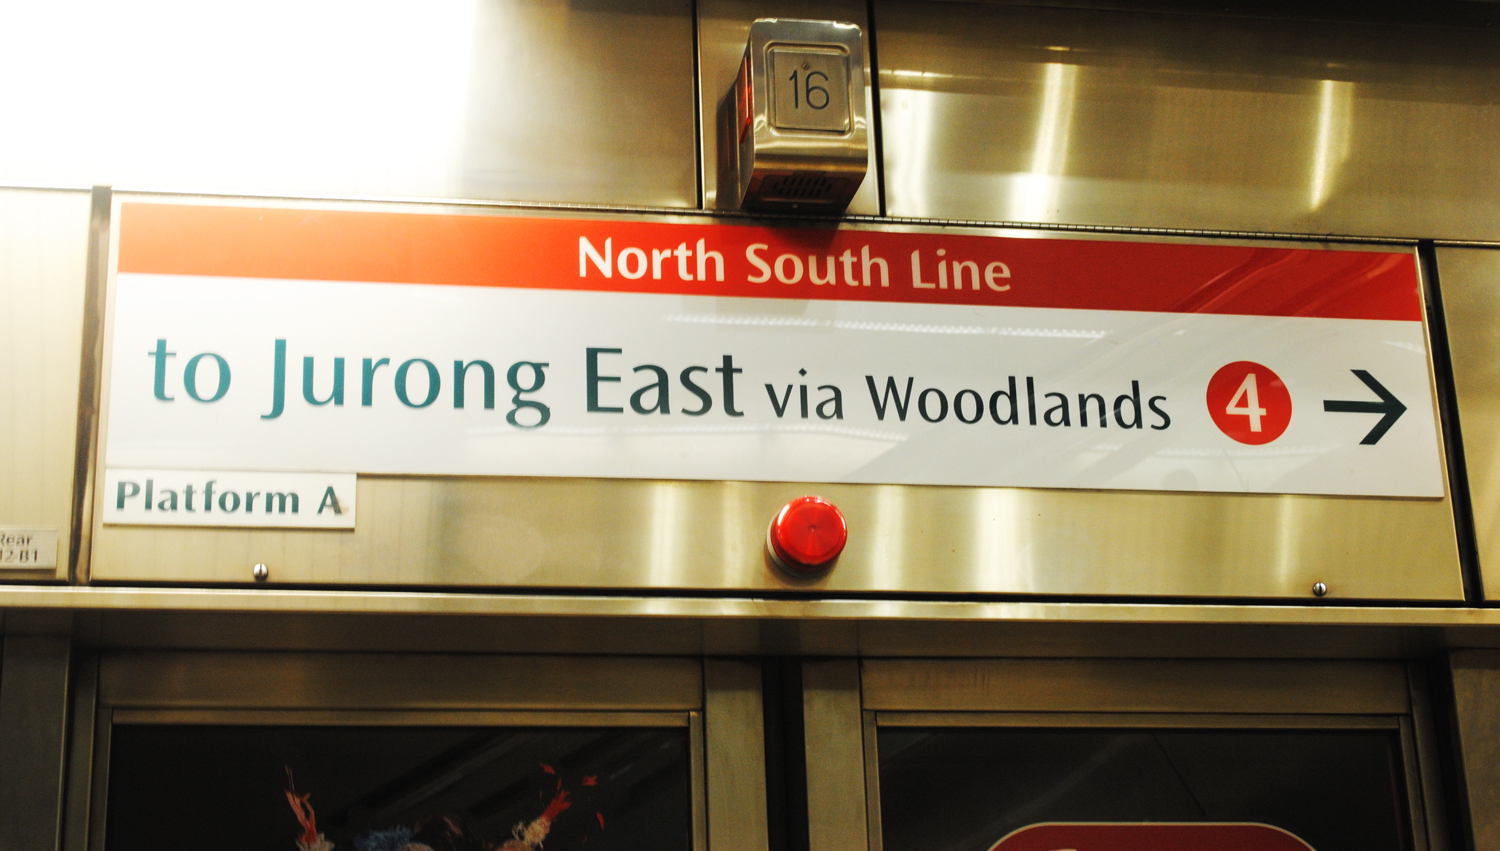 16
North South Line
to Jurong East via Woodlands 4 →
Platform A
Rear